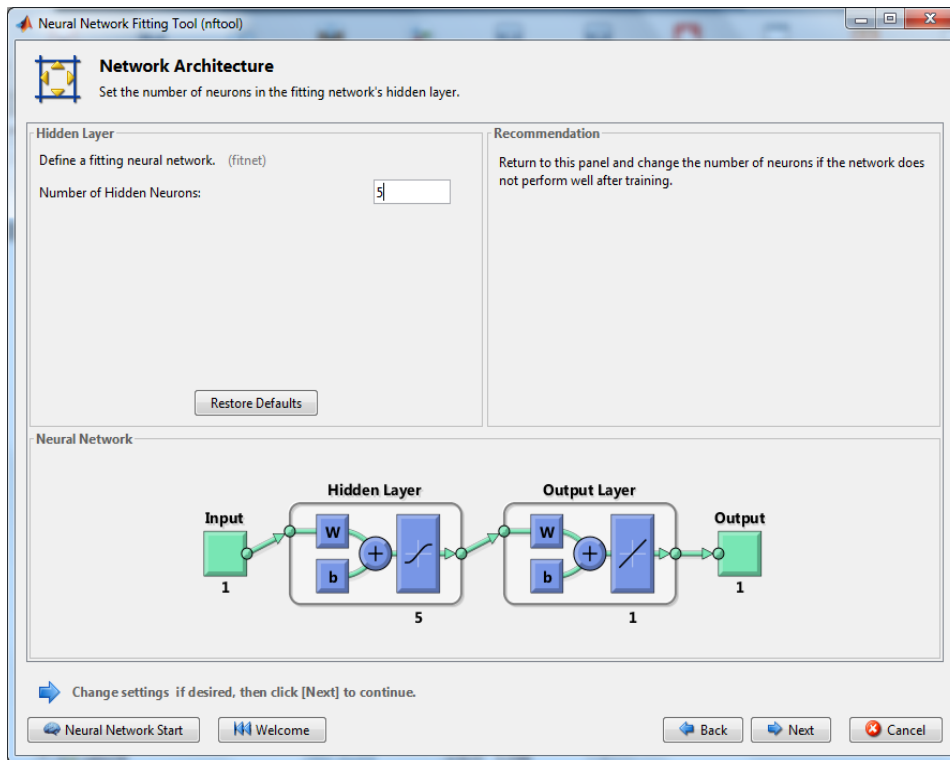 Neural Network Fitting Tool (nftool)
Network Architecture
Set the number of neurons in the fitting network's hidden layer.
Hidden Layer
Define a fitting neural network. (fitnet)
Number of Hidden Neurons:
5
Restore Defaults
Recommendation
Return to this panel and change the number of neurons if the network does
not perform well after training.
Neural Network
Hidden Layer
Output Layer
Input
W
b
W
b
Output
1
5
1
1
Change settings if desired, then click [Next] to continue.
Neural Network Start
Welcome
Back
Next
Cancel